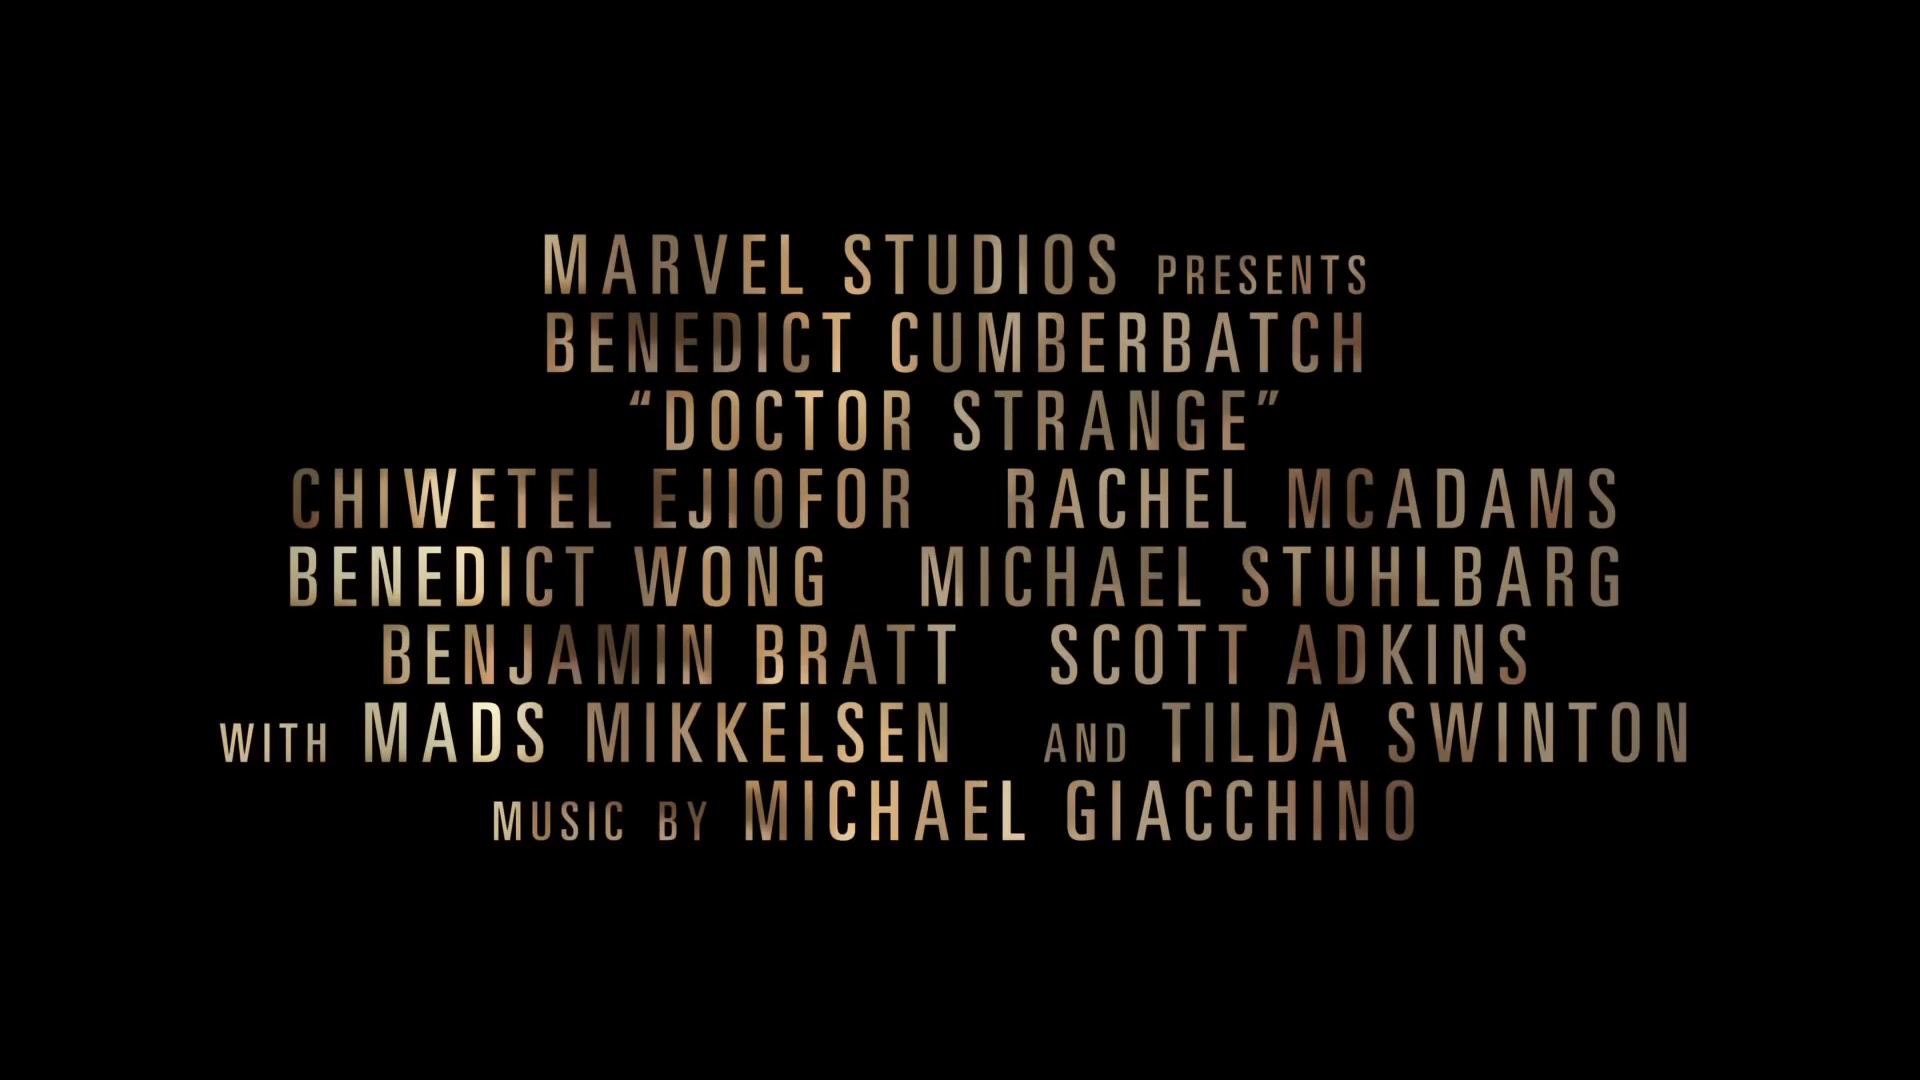 MARVEL STUDIOS PRESENTS
BENEDICT CUMBERBATCH
“DOCTOR STRANGE”
CHIWETEL EJIOFOR RACHEL MCADAMS
BENEDICT WONG MICHAEL STUHLBARG
BENJAMIN BRATT SCOTT ADKINS
WITH MADS MIKKELSEN AND TILDA SWINTON
MUSIC BY MICHAEL GIACCHINO